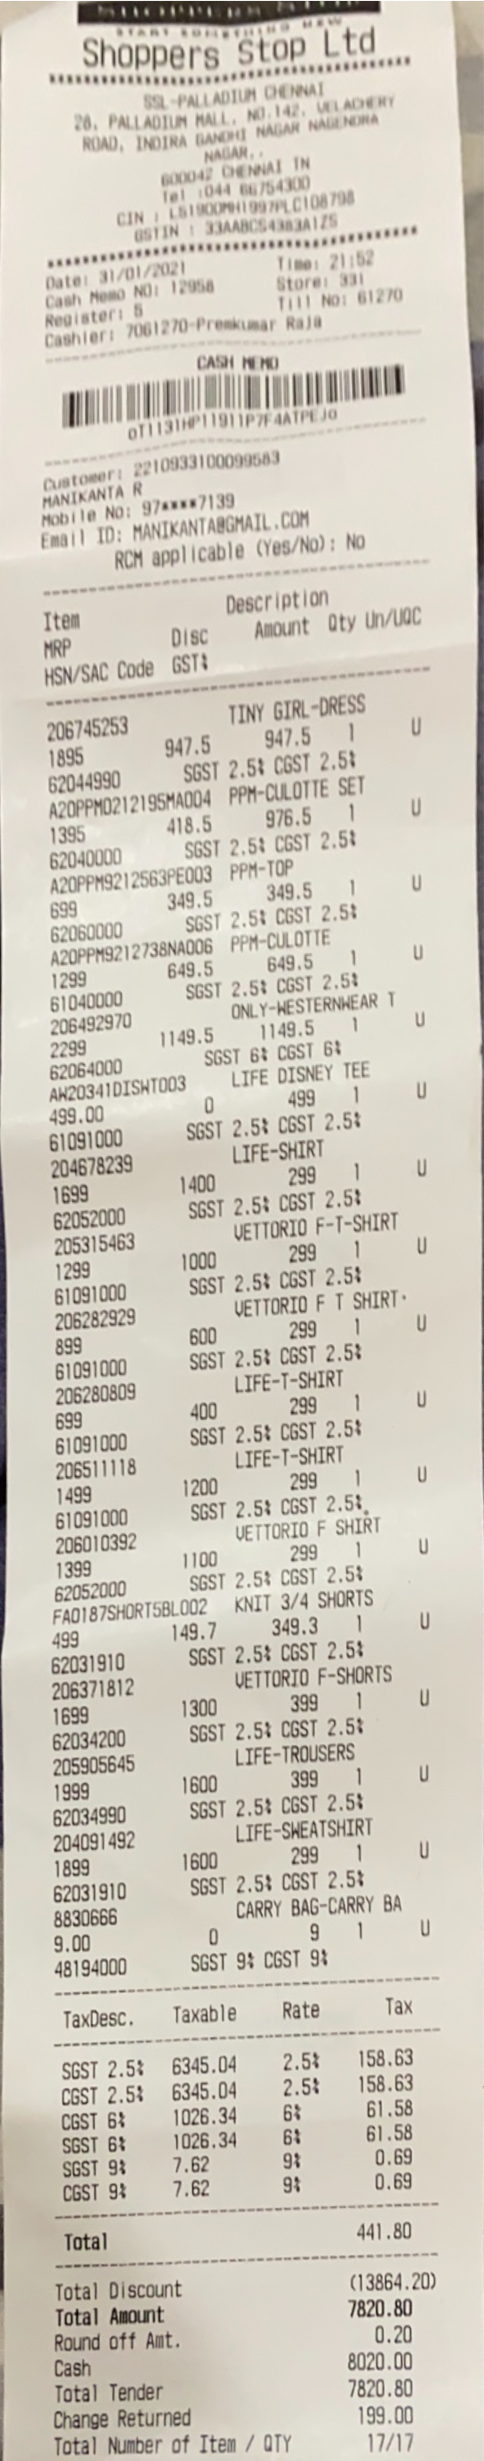 START SOMETHING NEW
Shoppers Stop Ltd
SSL-PALLADIUM CHENNAI
28, PALLADIUM MALL, NO.142, VELACHERY
ROAD, INDIRA GANDHI NAGAR NAGENDRA
NAGAR,.
600042 CHENNAI TN
Tel :044 66754300
CIN : L51900MH1997PLC108798
GSTIN : 33AABCS4383A1Z5
Date: 31/01/2021 Time: 21:52
Cash Memo NO: 12958 Store: 331
Register: 5 Till No: 61270
Cashier: 7061270-Premkumar Raja
CASH MEMO
oT1131HP11911P7F4ATPEJo
Customer: 2210933100099583
MANIKANTA R
Mobile No: 97****7139
Email ID: MANIKANTA@GMAIL.COM
RCM applicable (Yes/No): No
Item Description
MRP Disc Amount Qty Un/UQC
HSN/SAC Code GST%
206745253 TINY GIRL-DRESS
1895 947.5 947.5 1 U
62044990 SGST 2.5% CGST 2.5%
A20PPM0212195MA004 PPM-CULOTTE SET
1395 418.5 976.5 1 U
62040000 SGST 2.5% CGST 2.5%
A20PPM9212563PE003 PPM-TOP
699 349.5 349.5 1 U
62060000 SGST 2.5% CGST 2.5%
A20PPM9212738NA006 PPM-CULOTTE
1299 649.5 649.5 1 U
61040000 SGST 2.5% CGST 2.5%
206492970 ONLY-WESTERNWEAR T
2299 1149.5 1149.5 1 U
62064000 SGST 6% CGST 6%
AW20341DISWT003 LIFE DISNEY TEE
499.00 0 499 1 U
61091000 SGST 2.5% CGST 2.5%
204678239 LIFE-SHIRT
1699 1400 299 1 U
62052000 SGST 2.5% CGST 2.5%
205315463 VETTORIO F-T-SHIRT
1299 1000 299 1 U
61091000 SGST 2.5% CGST 2.5%
206282929 VETTORIO F T SHIRT.
899 600 299 1 U
61091000 SGST 2.5% CGST 2.5%
206280809 LIFE-T-SHIRT
699 400 299 1 U
61091000 SGST 2.5% CGST 2.5%
206511118 LIFE-T-SHIRT
1499 1200 299 1 U
61091000 SGST 2.5% CGST 2.5%
206010392 VETTORIO F SHIRT
1399 1100 299 1 U
62052000 SGST 2.5% CGST 2.5%
FA0187SHORT5BL002 KNIT 3/4 SHORTS
499 149.7 349.3 1 U
62031910 SGST 2.5% CGST 2.5%
206371812 VETTORIO F-SHORTS
1699 1300 399 1 U
62034200 SGST 2.5% CGST 2.5%
205905645 LIFE-TROUSERS
1999 1600 399 1 U
62034990 SGST 2.5% CGST 2.5%
204091492 LIFE-SWEATSHIRT
1899 1600 299 1 U
62031910 SGST 2.5% CGST 2.5%
8830666 CARRY BAG-CARRY BA
9.00 0 9 1 U
48194000 SGST 9% CGST 9%
TaxDesc. Taxable Rate Tax
SGST 2.5% 6345.04 2.5% 158.63
CGST 2.5% 6345.04 2.5% 158.63
CGST 6% 1026.34 6% 61.58
SGST 6% 1026.34 6% 61.58
SGST 9% 7.62 9% 0.69
CGST 9% 7.62 9% 0.69
Total 441.80
Total Discount (13864.20)
Total Amount 7820.80
Round off Amt. 0.20
Cash 8020.00
Total Tender 7820.80
Change Returned 199.00
Total Number of Item / QTY 17/17